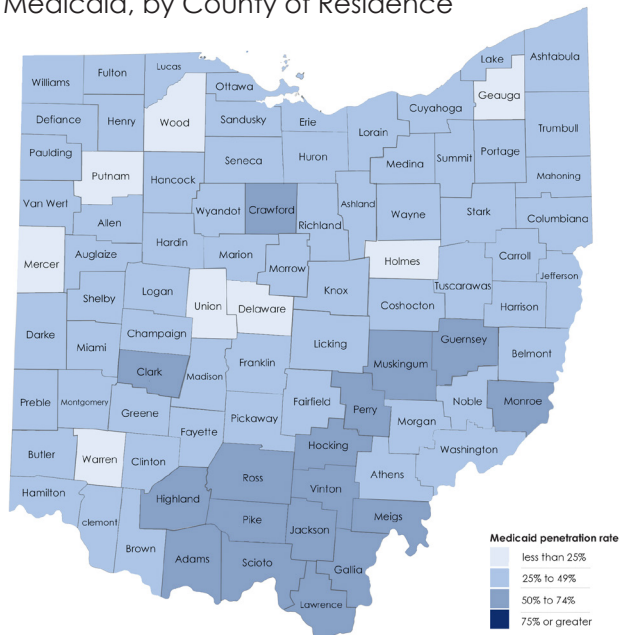 Medicaid, by County of Residence
Williams
Fulton
Lucas
Ottawa
Lake
Ashtabula
Geauga
Defiance
Henry
Wood
Sandusky
Erie
Lorain
Cuyahoga
Trumbull
Paulding
Putnam
Hancock
Seneca
Huron
Medina
Summit
Portage
Mahoning
Van Wert
Allen
Wyandot
Crawford
Richland
Ashland
Wayne
Stark
Columbiana
Mercer
Auglaize
Hardin
Marion
Morrow
Holmes
Tuscarawas
Carroll
Jefferson
Shelby
Logan
Union
Delaware
Knox
Coshocton
Harrison
Darke
Miami
Champaign
Clark
Madison
Franklin
Licking
Muskingum
Guernsey
Belmont
Preble
Montgomery
Greene
Fayette
Pickaway
Fairfield
Perry
Morgan
Noble
Monroe
Butler
Warren
Clinton
Ross
Hocking
Athens
Washington
Hamilton
clemont
Brown
Highland
Pike
Vinton
Jackson
Meigs
Adams
Scioto
Gallia
Lawrence
Medicaid penetration rate
less than 25%
25% to 49%
50% to 74%
75% or greater